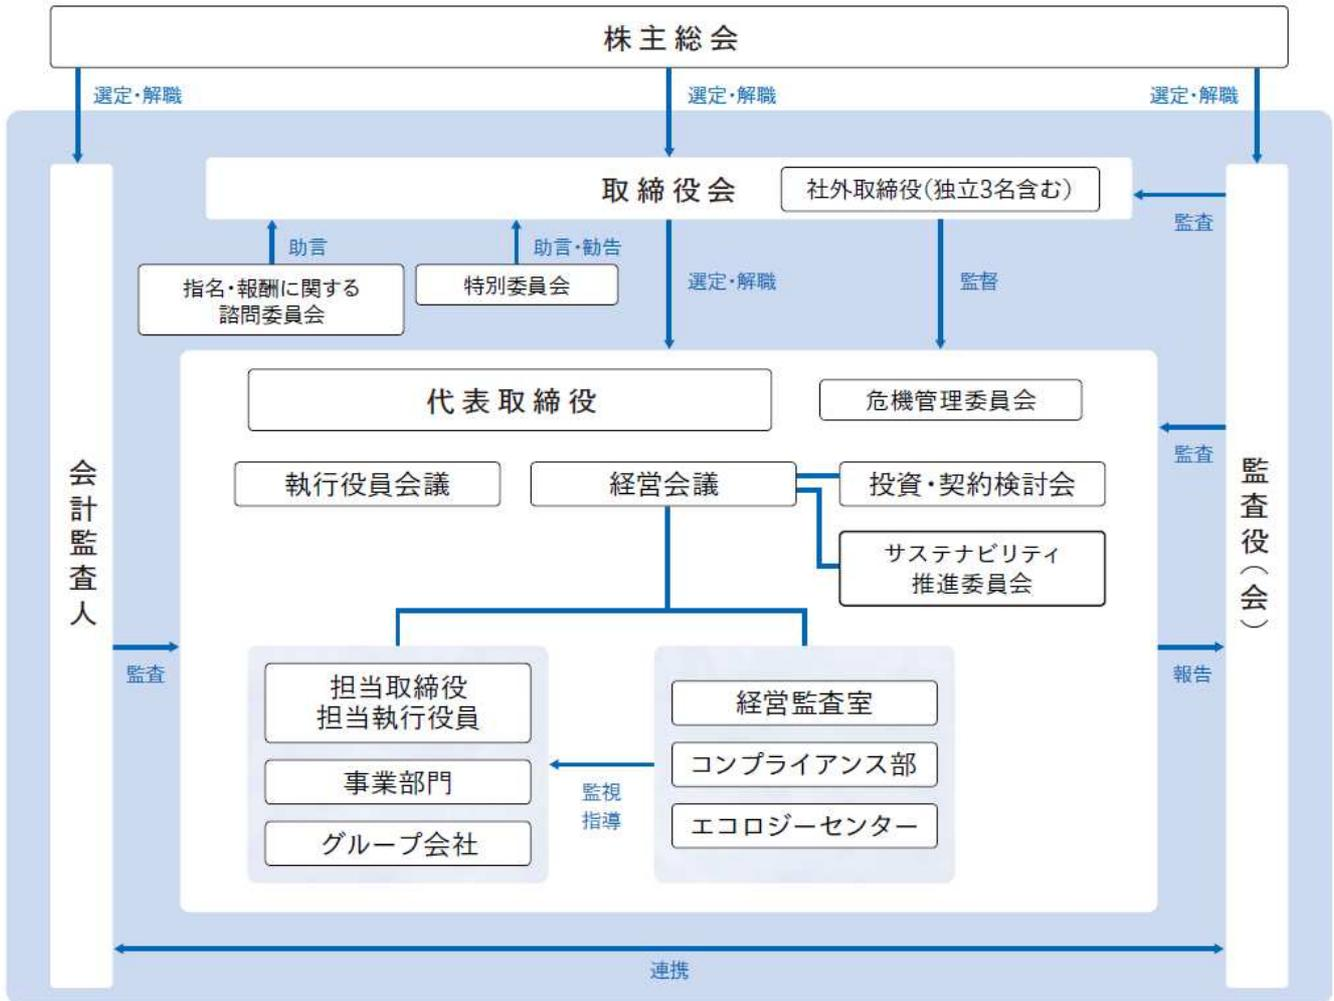 株主総会
選定・解職
選定・解職
選定・解職
取締役会
社外取締役(独立3名含む)
監査
助言
助言・勧告
指名・報酬に関する
諮問委員会
特別委員会
選定・解職
監督
代表取締役
危機管理委員会
監査
執行役員会議
経営会議
投資・契約検討会
サステナビリティ
推進委員会
会計監査人
監査役(会)
監査
報告
担当取締役
担当執行役員
事業部門
グループ会社
監視
指導
経営監査室
コンプライアンス部
エコロジーセンター
連携